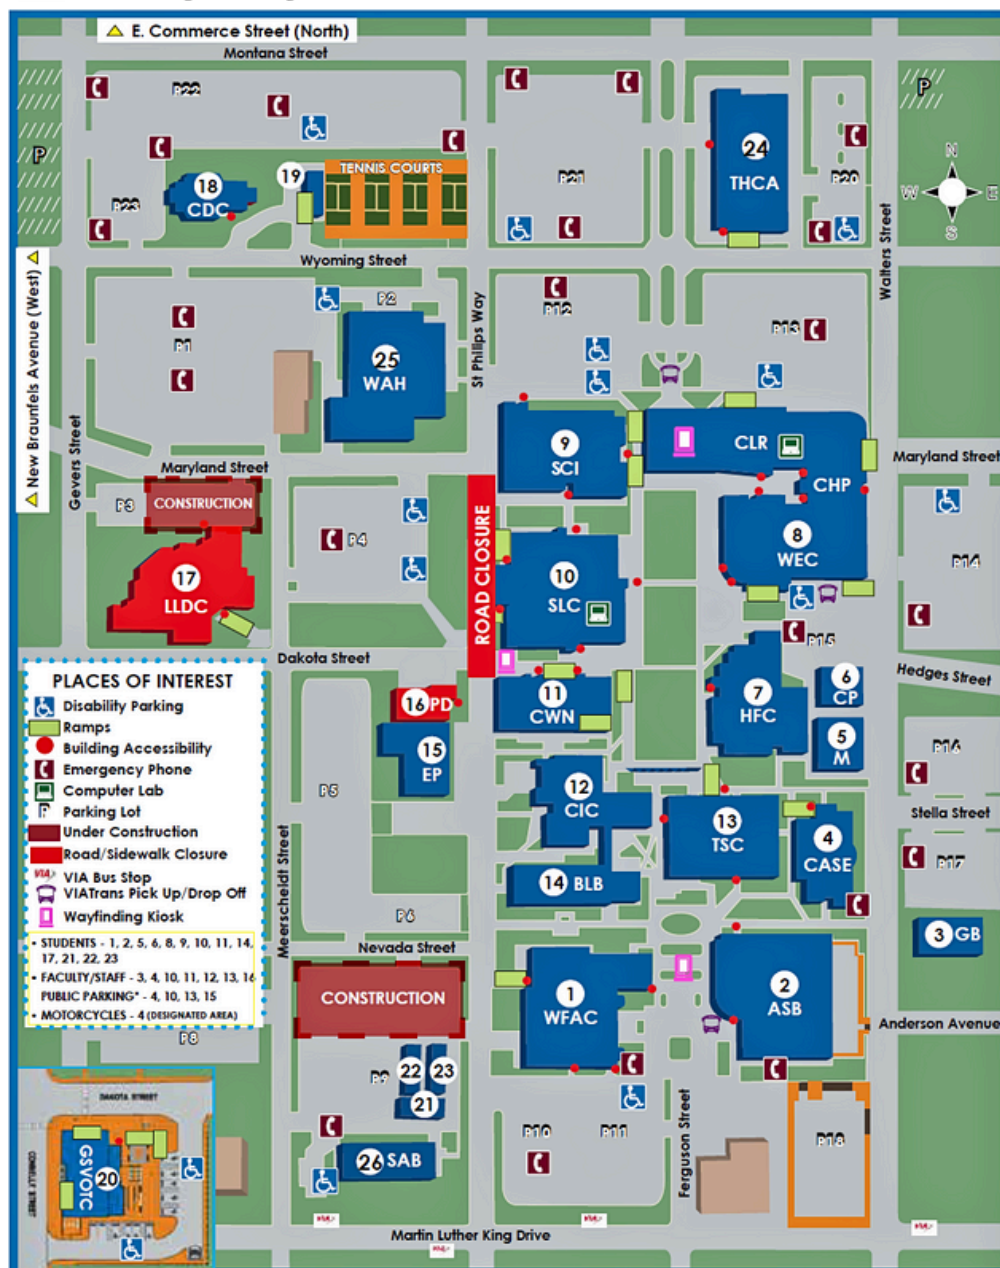 E. Commerce Street (North)
Montana Street
P22
P
P
19
TENNIS COURTS
18
CDC
24
THCA
P23
P21
P20
N
W
E
S
Wyoming Street
Walters Street
New Braunfels Avenue (West)
St Philips Way
P2
P12
P13
P1
25
WAH
Gevers Street
9
SCI
CLR
CHP
Maryland Street
Maryland Street
P3
CONSTRUCTION
P4
ROAD CLOSURE
8
WEC
P14
17
LLDC
10
SLC
P15
Dakota Street
Hedges Street
PLACES OF INTEREST
Disability Parking
Ramps
Building Accessibility
Emergency Phone
Computer Lab
P Parking Lot
Under Construction
Road/Sidewalk Closure
VIA VIA Bus Stop
VIATrans Pick Up/Drop Off
Wayfinding Kiosk
• STUDENTS - 1, 2, 5, 6, 8, 9, 10, 11, 14,
17, 21, 22, 23
• FACULTY/STAFF - 3, 4, 10, 11, 12, 13, 16
PUBLIC PARKING* - 4, 10, 13, 15
• MOTORCYCLES - 4 (DESIGNATED AREA)
16 PD
15
EP
11
CWN
7
HFC
6
CP
5
M
P16
P5
12
CIC
13
TSC
4
CASE
Stella Street
P17
14 BLB
Meerscheidt Street
P6
3 GB
Nevada Street
CONSTRUCTION
1
WFAC
2
ASB
Anderson Avenue
P8
P9
22
23
21
26 SAB
P10
P11
Ferguson Street
P18
DAKOTA STREET
CONNELLY STREET
GSVOTC
20
VIA
VIA
VIA
VIA
Martin Luther King Drive